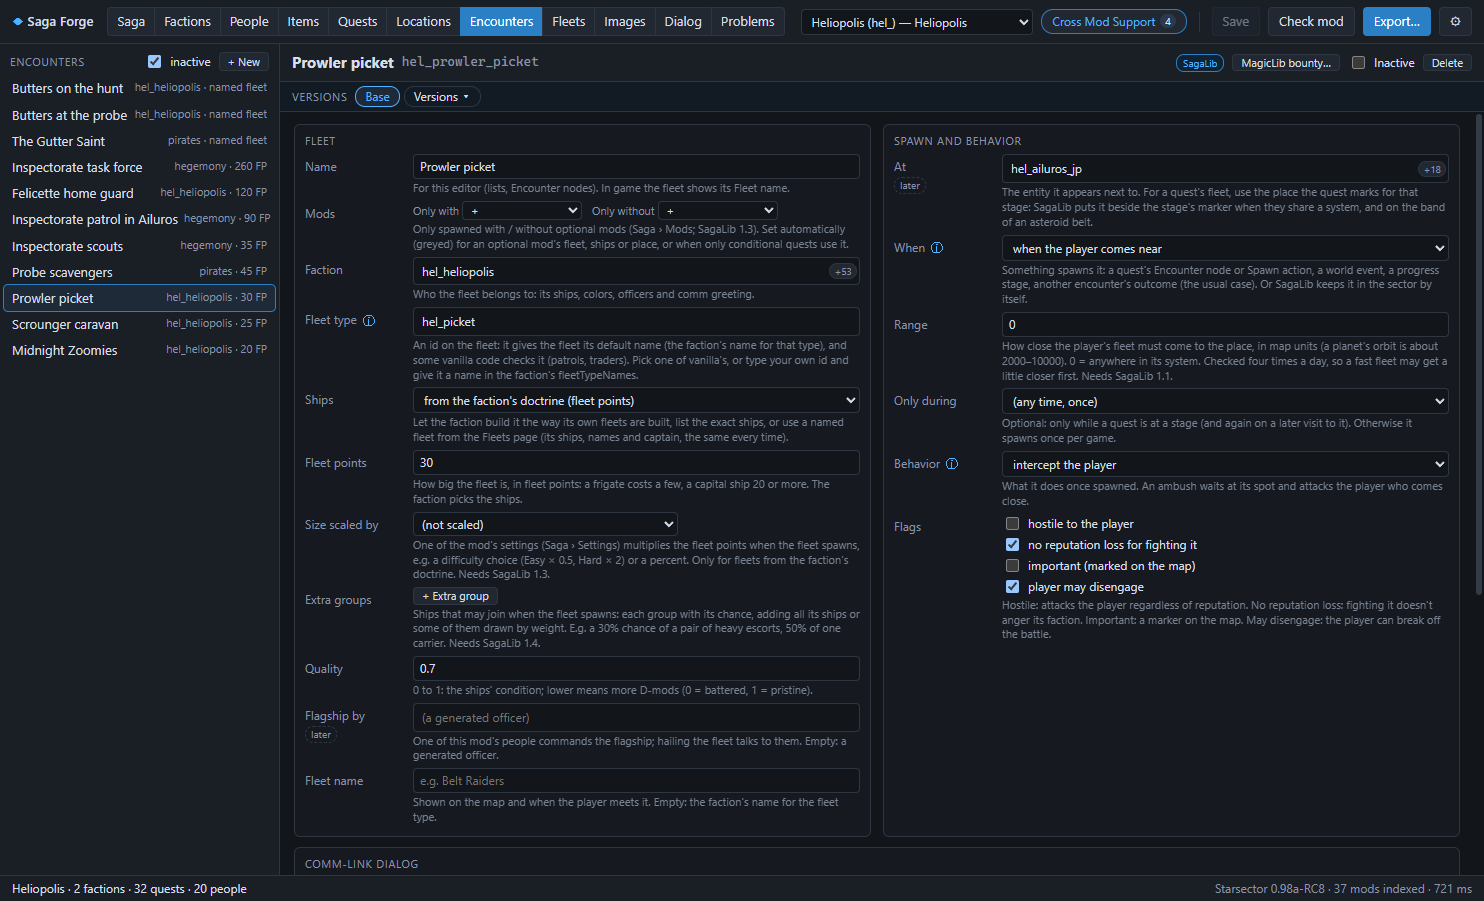 Saga Forge
Saga
Factions
People
Items
Quests
Locations
Encounters
Fleets
Images
Dialog
Problems
Heliopolis (hel_) — Heliopolis
Cross Mod Support 4
Save
Check mod
Export...
ENCOUNTERS
inactive
+ New
Butters on the hunt hel_heliopolis · named fleet
Butters at the probe hel_heliopolis · named fleet
The Gutter Saint pirates · named fleet
Inspectorate task force hegemony · 260 FP
Felicette home guard hel_heliopolis · 120 FP
Inspectorate patrol in Ailuros hegemony · 90 FP
Inspectorate scouts hegemony · 35 FP
Probe scavengers pirates · 45 FP
Prowler picket hel_heliopolis · 30 FP
Scrounger caravan hel_heliopolis · 25 FP
Midnight Zoomies hel_heliopolis · 20 FP
Prowler picket hel_prowler_picket
SagaLib
MagicLib bounty...
Inactive
Delete
VERSIONS
Base
Versions
FLEET
Name
Prowler picket
For this editor (lists, Encounter nodes). In game the fleet shows its Fleet name.
Mods
Only with +
Only without +
Only spawned with / without optional mods (Saga › Mods; SagaLib 1.3). Set automatically
(greyed) for an optional mod's fleet, ships or place, or when only conditional quests use it.
Faction
hel_heliopolis
+53
Who the fleet belongs to: its ships, colors, officers and comm greeting.
Fleet type
hel_picket
An id on the fleet: it gives the fleet its default name (the faction's name for that type), and
some vanilla code checks it (patrols, traders). Pick one of vanilla's, or type your own id and
give it a name in the faction's fleetTypeNames.
Ships
from the faction's doctrine (fleet points)
Let the faction build it the way its own fleets are built, list the exact ships, or use a named
fleet from the Fleets page (its ships, names and captain, the same every time).
Fleet points
30
How big the fleet is, in fleet points: a frigate costs a few, a capital ship 20 or more. The
faction picks the ships.
Size scaled by
(not scaled)
One of the mod's settings (Saga › Settings) multiplies the fleet points when the fleet spawns,
e.g. a difficulty choice (Easy × 0.5, Hard × 2) or a percent. Only for fleets from the faction's
doctrine. Needs SagaLib 1.3.
Extra groups
+ Extra group
Ships that may join when the fleet spawns: each group with its chance, adding all its ships or
some of them drawn by weight. E.g. a 30% chance of a pair of heavy escorts, 50% of one
carrier. Needs SagaLib 1.4.
Quality
0.7
0 to 1: the ships' condition; lower means more D-mods (0 = battered, 1 = pristine).
Flagship by
later
(a generated officer)
One of this mod's people commands the flagship; hailing the fleet talks to them. Empty: a
generated officer.
Fleet name
e.g. Belt Raiders
Shown on the map and when the player meets it. Empty: the faction's name for the fleet
type.
SPAWN AND BEHAVIOR
At
later
hel_ailuros_jp
+18
The entity it appears next to. For a quest's fleet, use the place the quest marks for that
stage: SagaLib puts it beside the stage's marker when they share a system, and on the band
of an asteroid belt.
When
when the player comes near
Something spawns it: a quest's Encounter node or Spawn action, a world event, a progress
stage, another encounter's outcome (the usual case). Or SagaLib keeps it in the sector by
itself.
Range
0
How close the player's fleet must come to the place, in map units (a planet's orbit is about
2000–10000). 0 = anywhere in its system. Checked four times a day, so a fast fleet may get a
little closer first. Needs SagaLib 1.1.
Only during
(any time, once)
Optional: only while a quest is at a stage (and again on a later visit to it). Otherwise it
spawns once per game.
Behavior
intercept the player
What it does once spawned. An ambush waits at its spot and attacks the player who comes
close.
Flags
hostile to the player
no reputation loss for fighting it
important (marked on the map)
player may disengage
Hostile: attacks the player regardless of reputation. No reputation loss: fighting it doesn't
anger its faction. Important: a marker on the map. May disengage: the player can break off
the battle.
COMM-LINK DIALOG
Heliopolis · 2 factions · 32 quests · 20 people
Starsector 0.98a-RC8 · 37 mods indexed · 721 ms